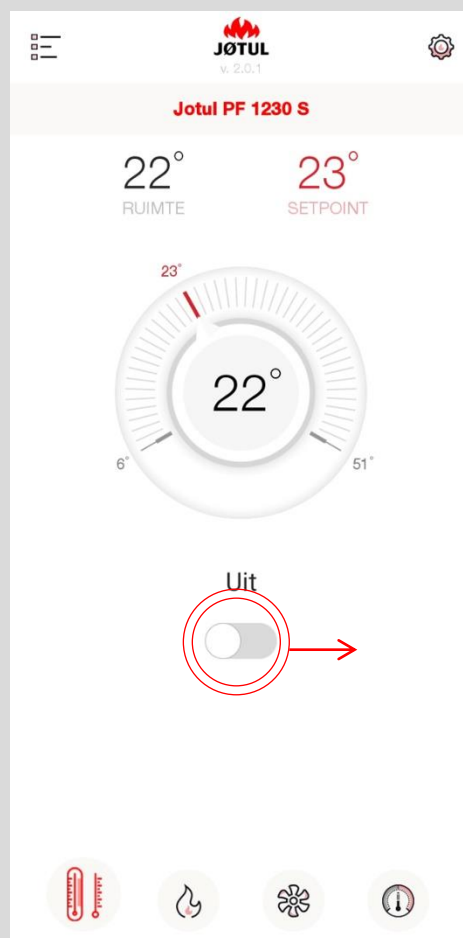 JØTUL
v. 2.0.1
Jotul PF 1230 S
22° 23°
RUIMTE SETPOINT
23°
22°
6° 51°
Uit